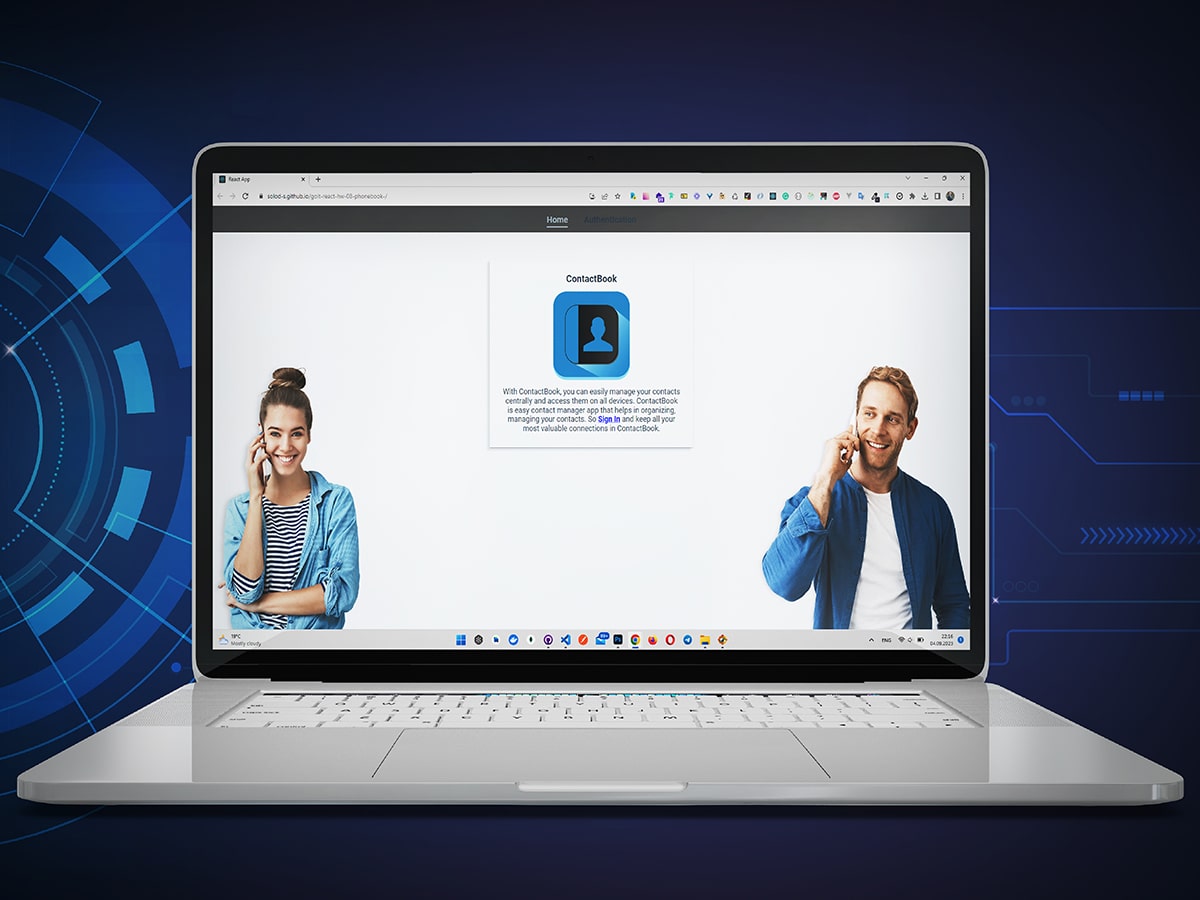 React App
solod-s.github.io/goit-react-hw-08-phonebook-/
Home Authentication
ContactBook
With ContactBook, you can easily manage your contacts
centrally and access them on all devices. ContactBook
is easy contact manager app that helps in organizing,
managing your contacts. So Sign In and keep all your
most valuable connections in ContactBook.
19°C
Mostly cloudy
ENG
22:16
04.09.2023